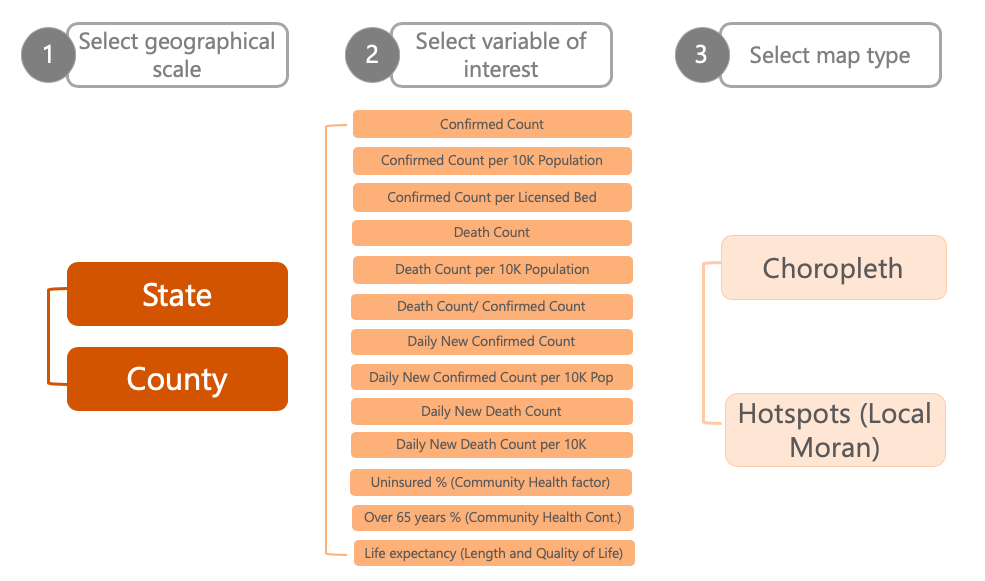 1
Select geographical
scale
2
Select variable of
interest
3
Select map type
State
County
Confirmed Count
Confirmed Count per 10K Population
Confirmed Count per Licensed Bed
Death Count
Death Count per 10K Population
Death Count/ Confirmed Count
Daily New Confirmed Count
Daily New Confirmed Count per 10K Pop
Daily New Death Count
Daily New Death Count per 10K
Uninsured % (Community Health factor)
Over 65 years % (Community Health Cont.)
Life expectancy (Length and Quality of Life)
Choropleth
Hotspots (Local
Moran)